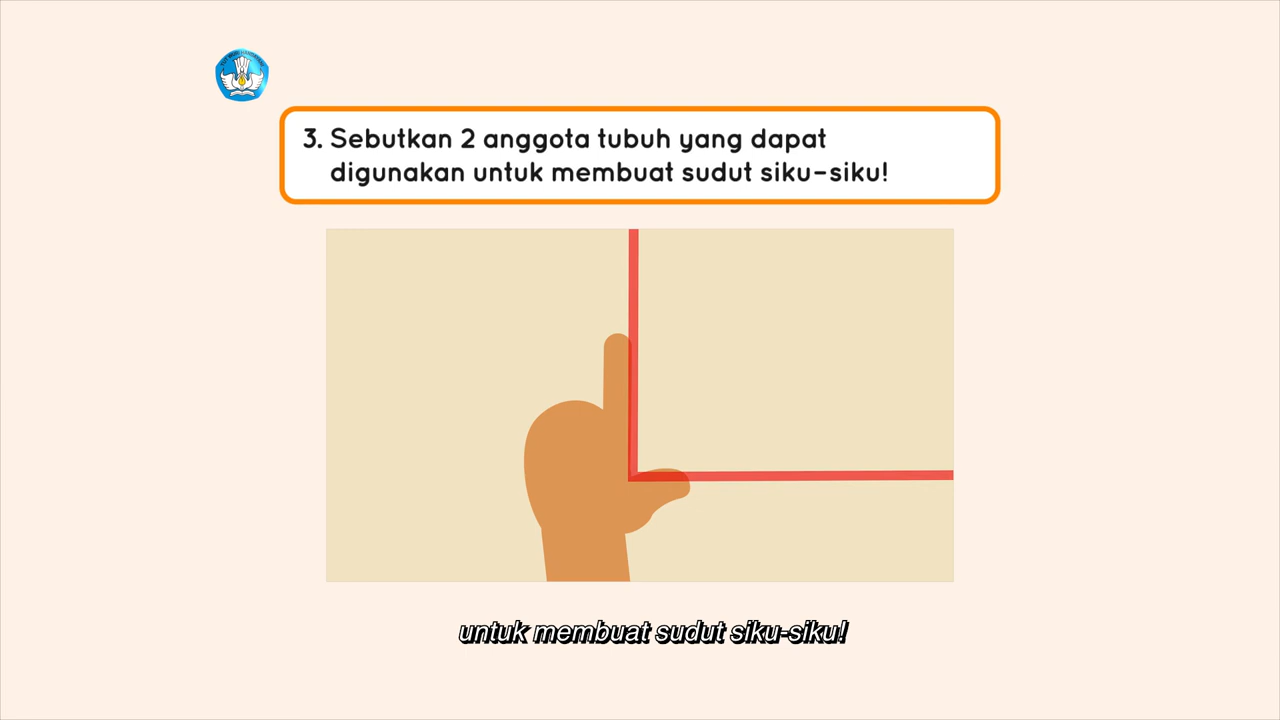 3. Sebutkan 2 anggota tubuh yang dapat
digunakan untuk membuat sudut siku-siku!
untuk membuat sudut siku-siku!